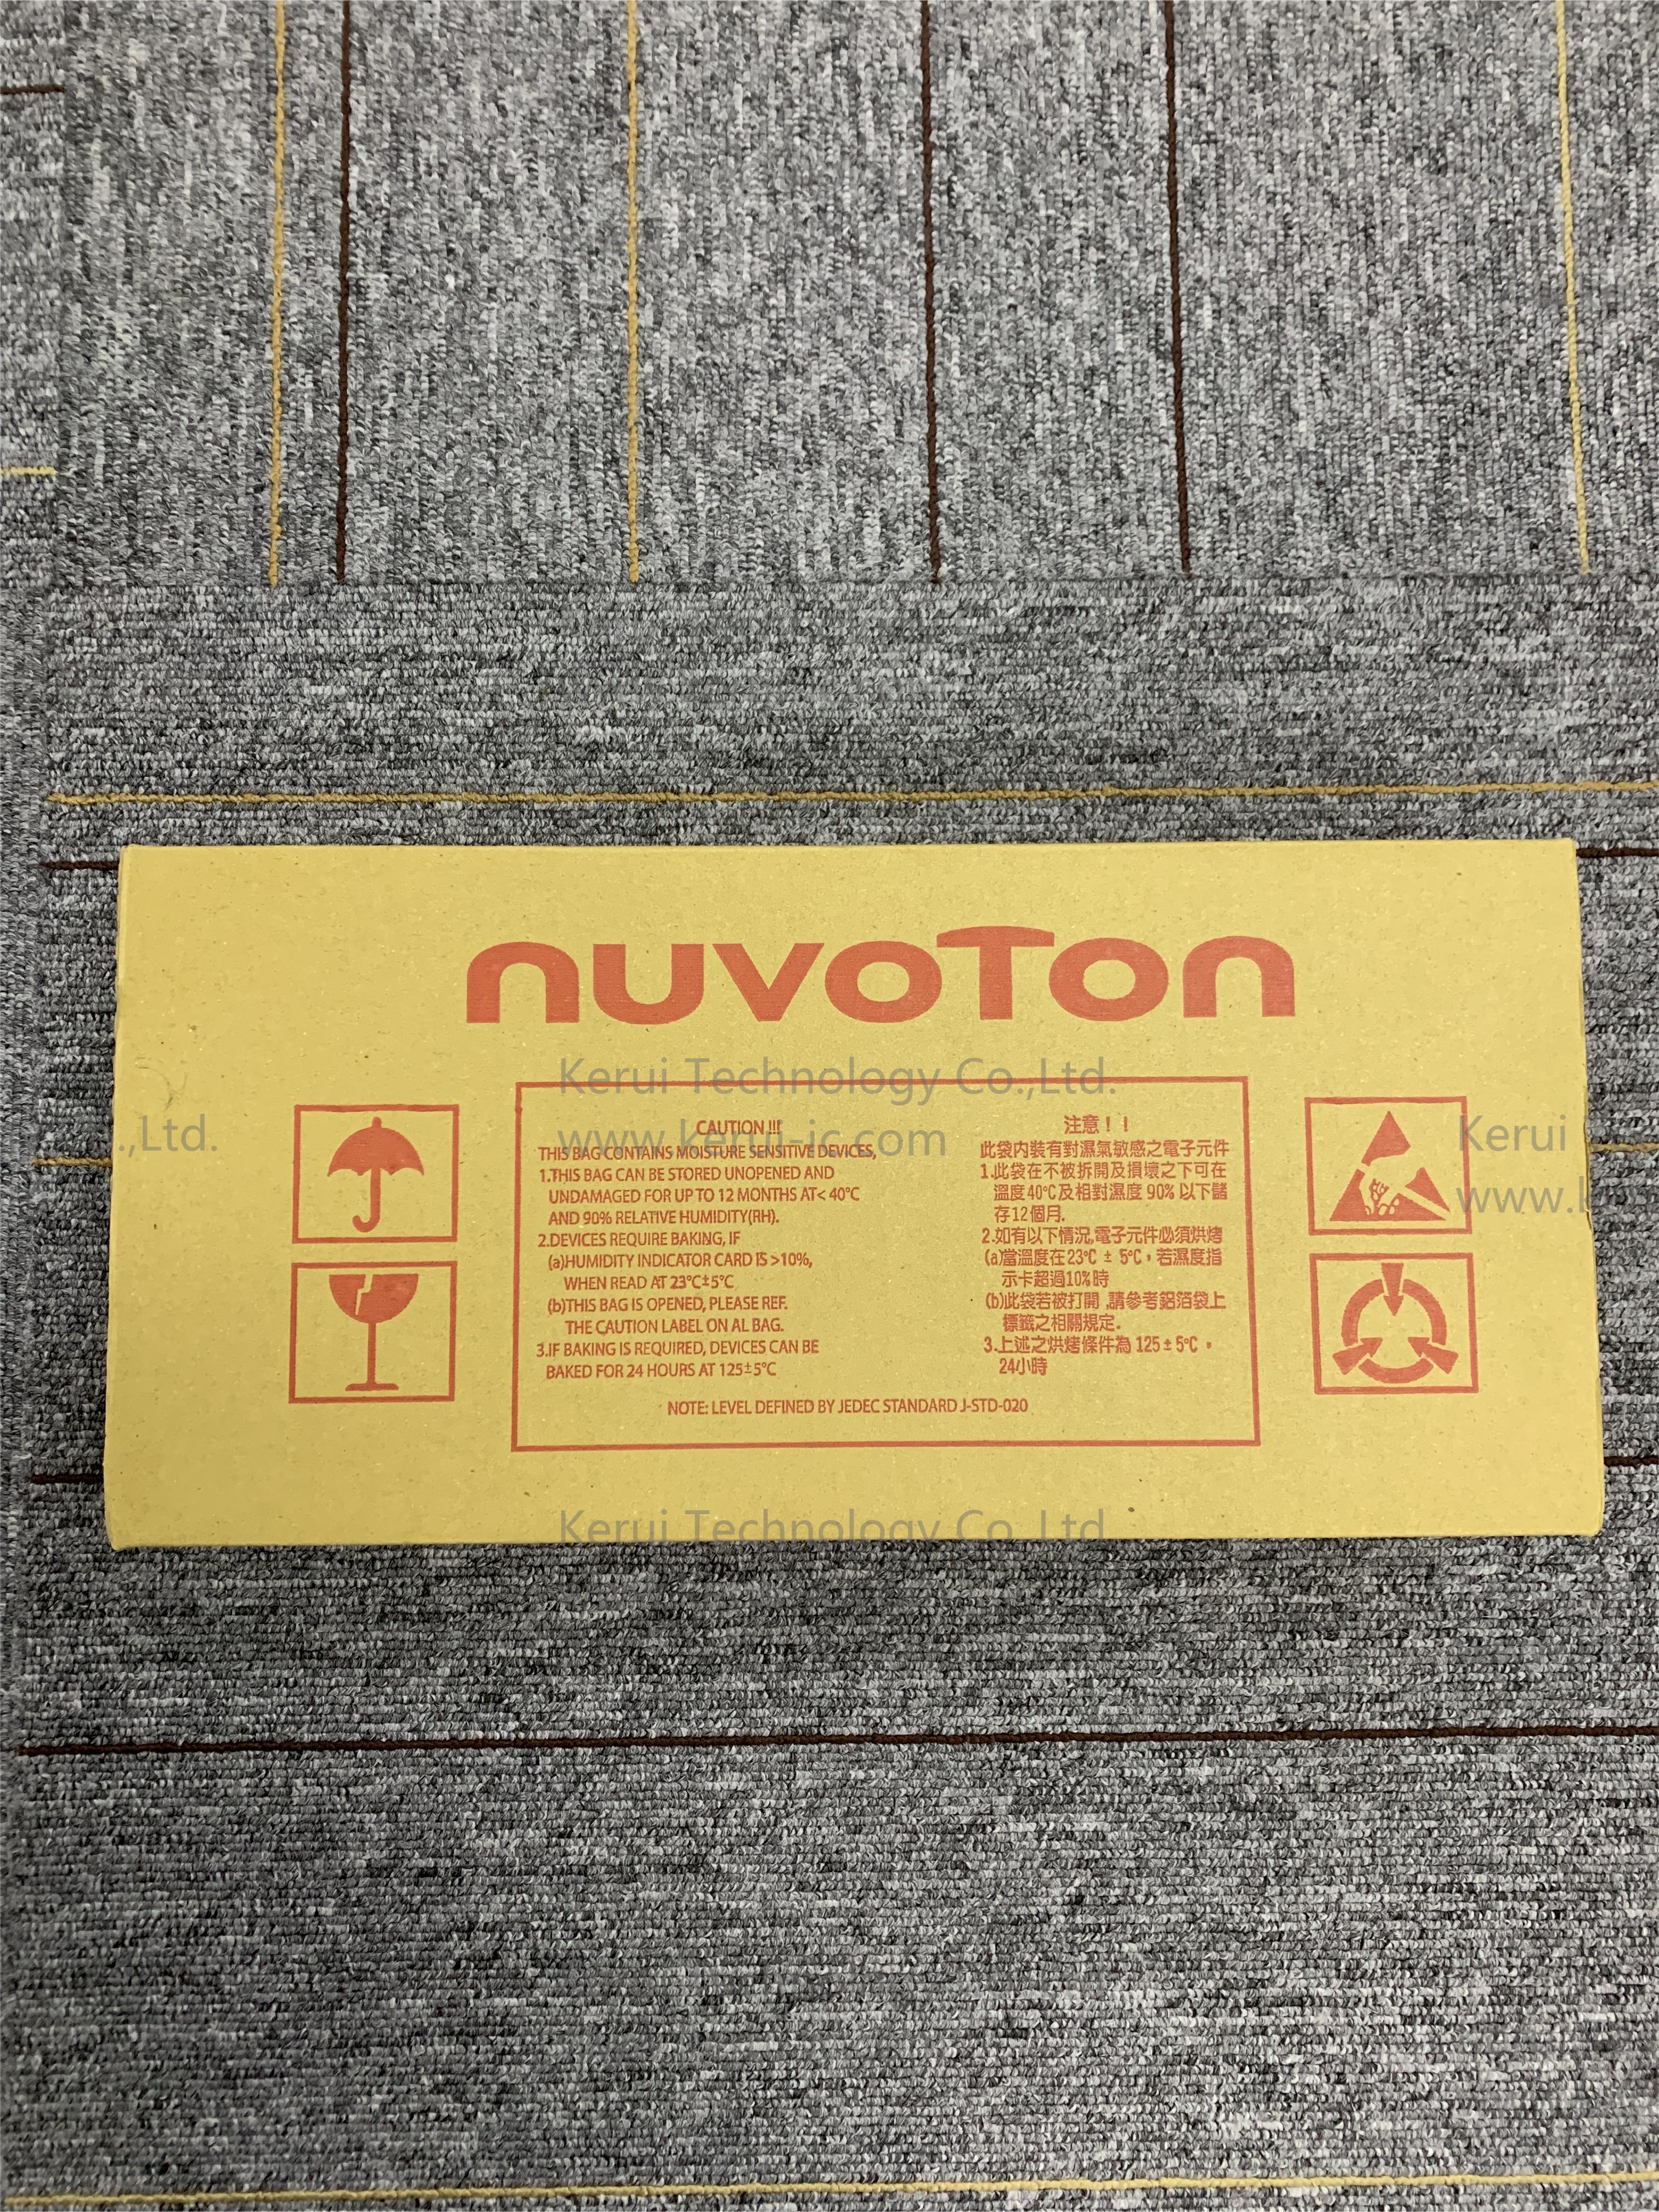 nuvoTon
Kerui Technology Co.,Ltd.
www.kerui-ic.com
.,Ltd.
Kerui
www.k
CAUTION !!!
THIS BAG CONTAINS MOISTURE SENSITIVE DEVICES,
1.THIS BAG CAN BE STORED UNOPENED AND
UNDAMAGED FOR UP TO 12 MONTHS AT< 40°C
AND 90% RELATIVE HUMIDITY(RH).
2.DEVICES REQUIRE BAKING, IF
(a)HUMIDITY INDICATOR CARD IS >10%,
WHEN READ AT 23°C±5°C
(b)THIS BAG IS OPENED, PLEASE REF.
THE CAUTION LABEL ON AL BAG.
3.IF BAKING IS REQUIRED, DEVICES CAN BE
BAKED FOR 24 HOURS AT 125±5°C
注意！！
此袋內裝有對濕氣敏感之電子元件
1.此袋在不被拆開及損壞之下可在
溫度40°C及相對濕度 90% 以下儲
存12個月.
2.如有以下情況,電子元件必須烘烤
(a)當溫度在23°C ± 5°C，若濕度指
示卡超過10%時
(b)此袋若被打開 ,請參考鋁箔袋上
標籤之相關規定.
3.上述之烘烤條件為 125±5°C，
24小時
NOTE: LEVEL DEFINED BY JEDEC STANDARD J-STD-020
Kerui Technology Co.,Ltd.